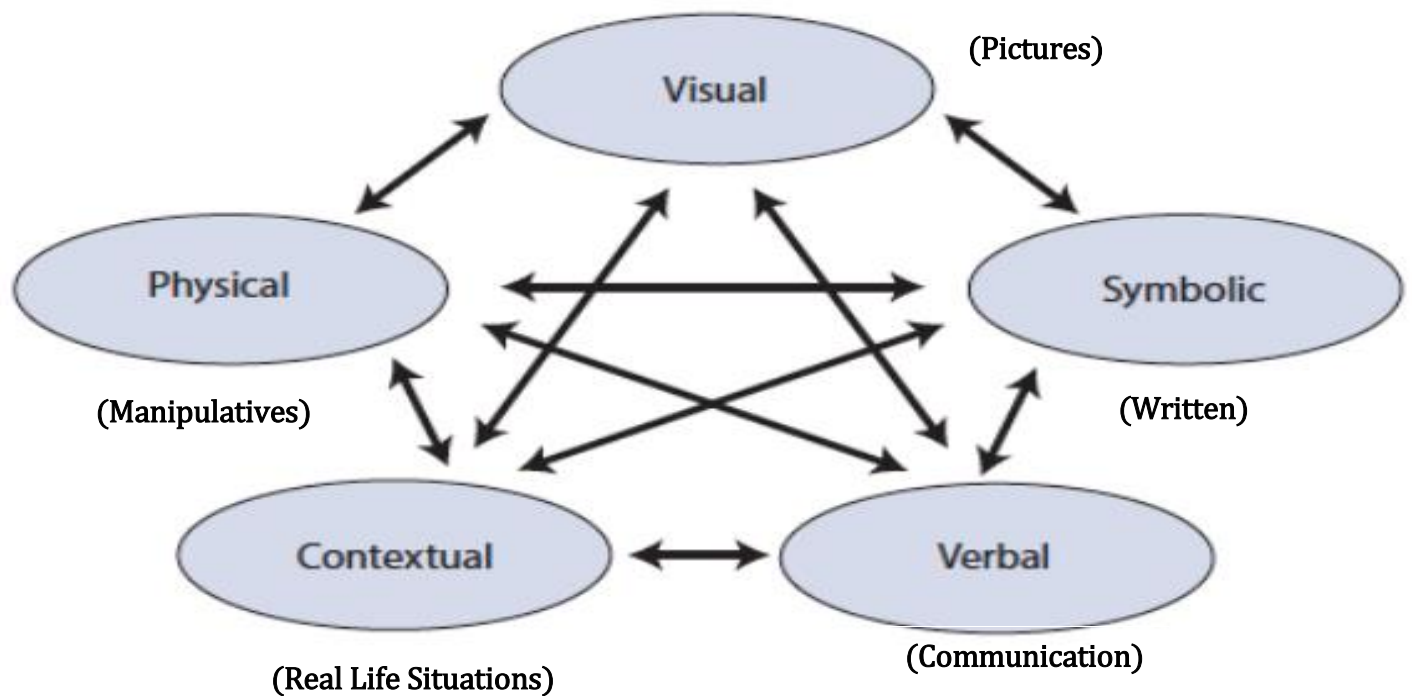 Visual
(Pictures)
Physical
Symbolic
(Manipulatives)
(Written)
Contextual
Verbal
(Real Life Situations)
(Communication)